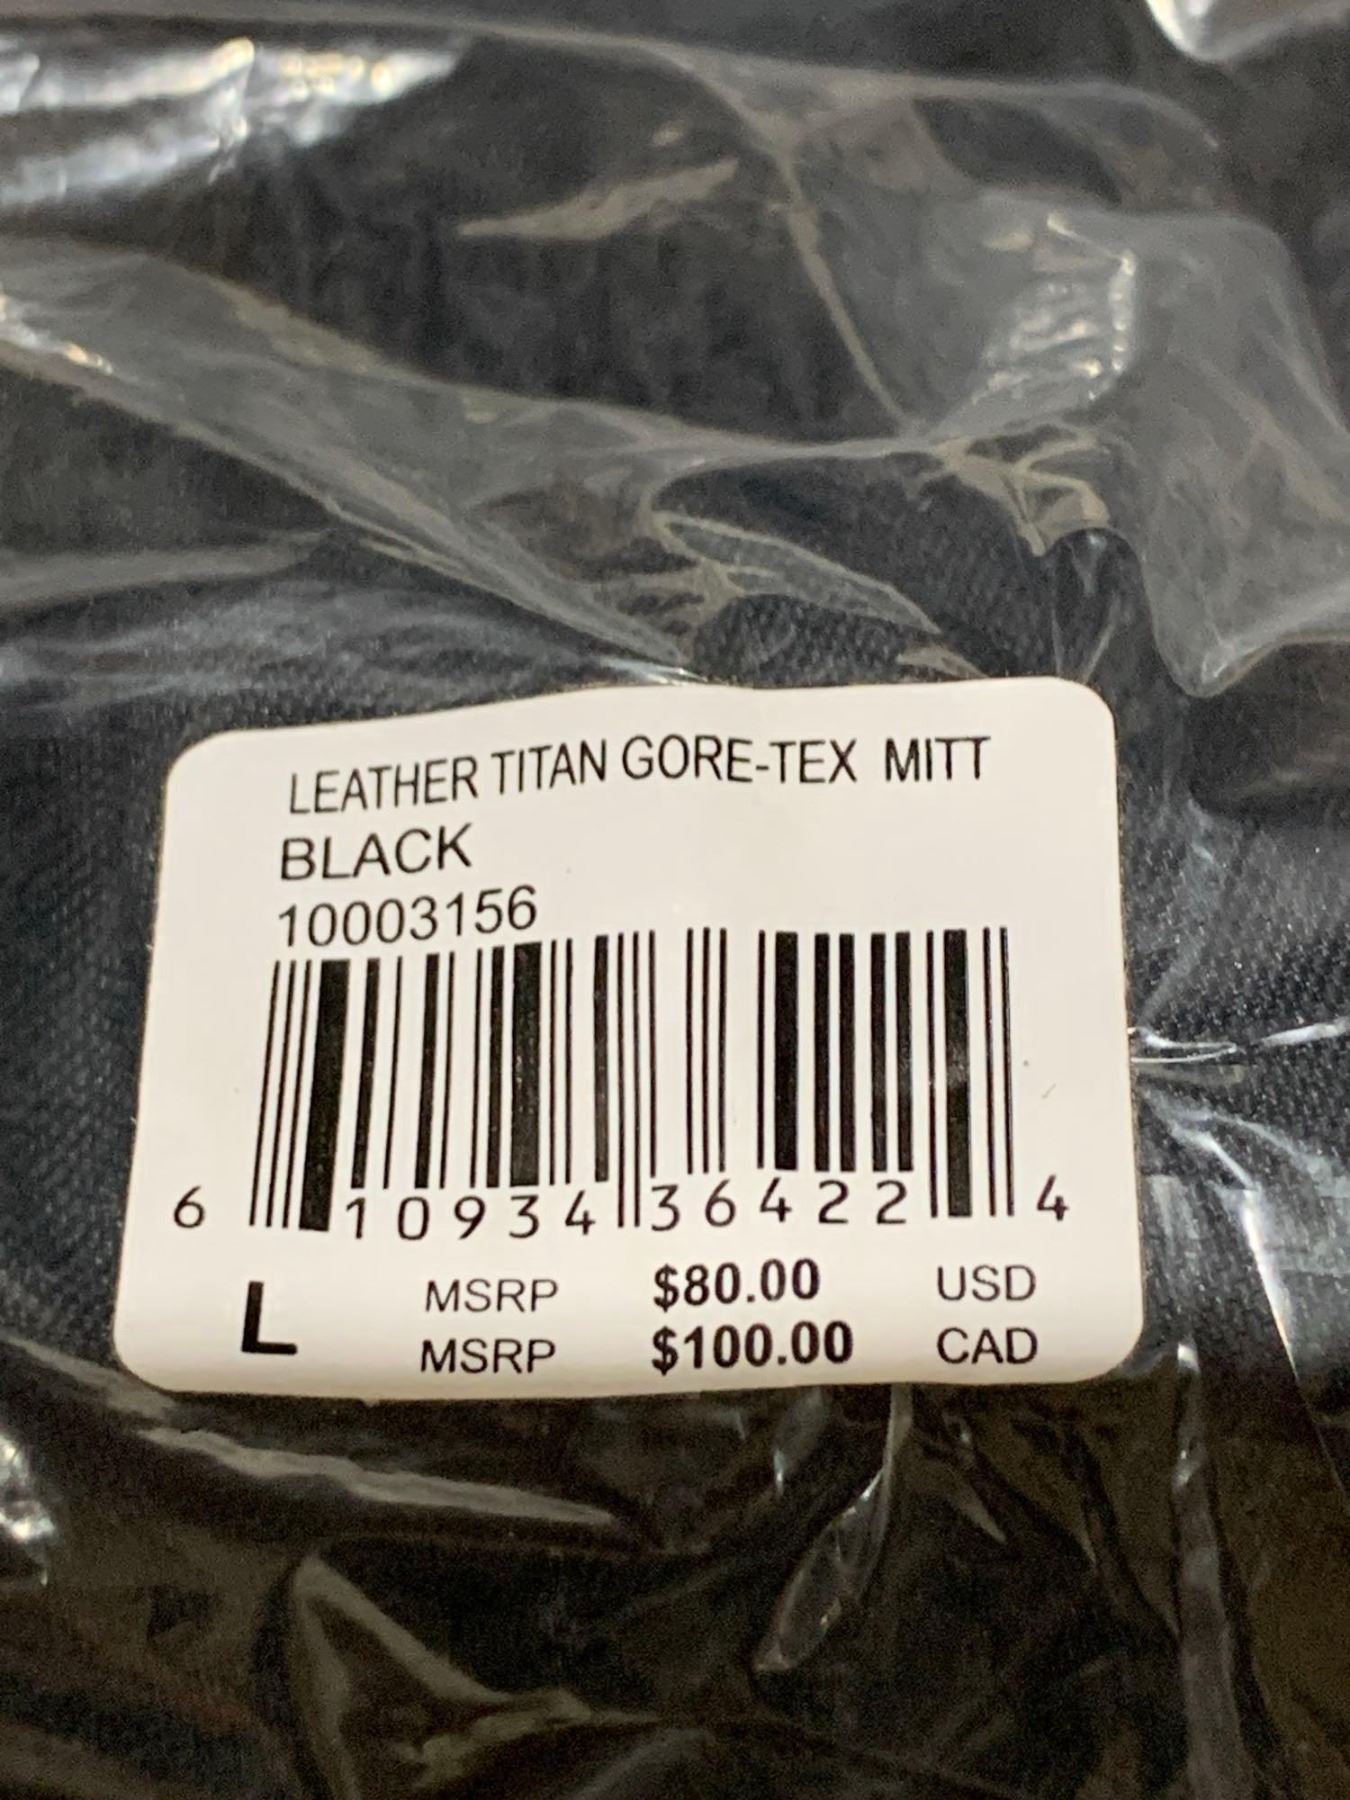 LEATHER TITAN GORE-TEX MITT
BLACK
10003156
6 10934 36422 4
L MSRP $80.00 USD
MSRP $100.00 CAD